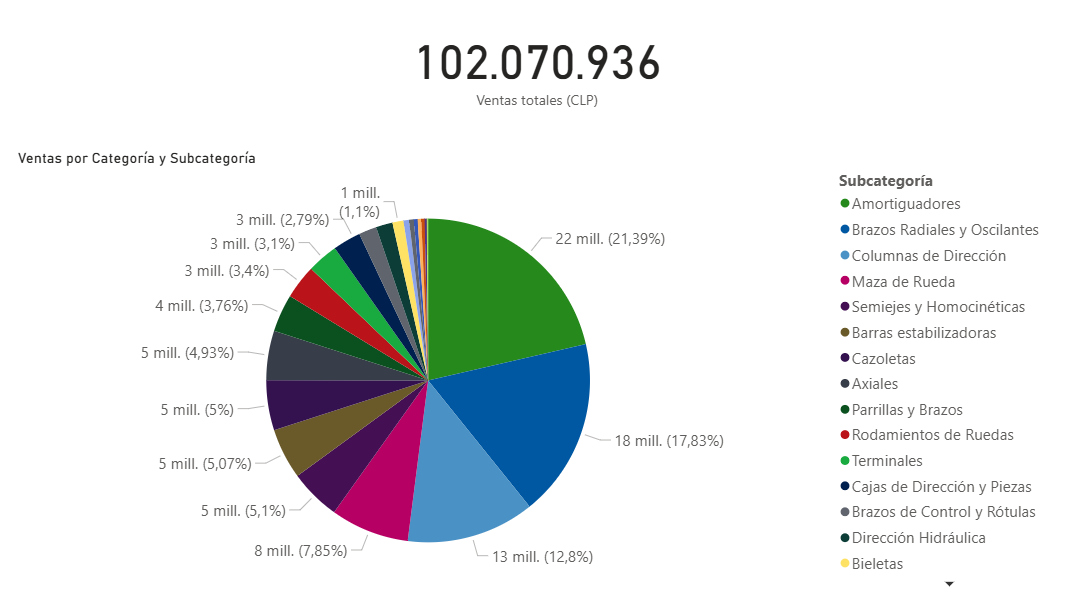 102.070.936
Ventas totales (CLP)
Ventas por Categoría y Subcategoría
1 mill.
(1,1%)
3 mill. (2,79%)
3 mill. (3,1%)
3 mill. (3,4%)
4 mill. (3,76%)
5 mill. (4,93%)
5 mill. (5%)
5 mill. (5,07%)
5 mill. (5,1%)
8 mill. (7,85%)
13 mill. (12,8%)
18 mill. (17,83%)
22 mill. (21,39%)
Subcategoría
Amortiguadores
Brazos Radiales y Oscilantes
Columnas de Dirección
Maza de Rueda
Semiejes y Homocinéticas
Barras estabilizadoras
Cazoletas
Axiales
Parrillas y Brazos
Rodamientos de Ruedas
Terminales
Cajas de Dirección y Piezas
Brazos de Control y Rótulas
Dirección Hidráulica
Bieletas